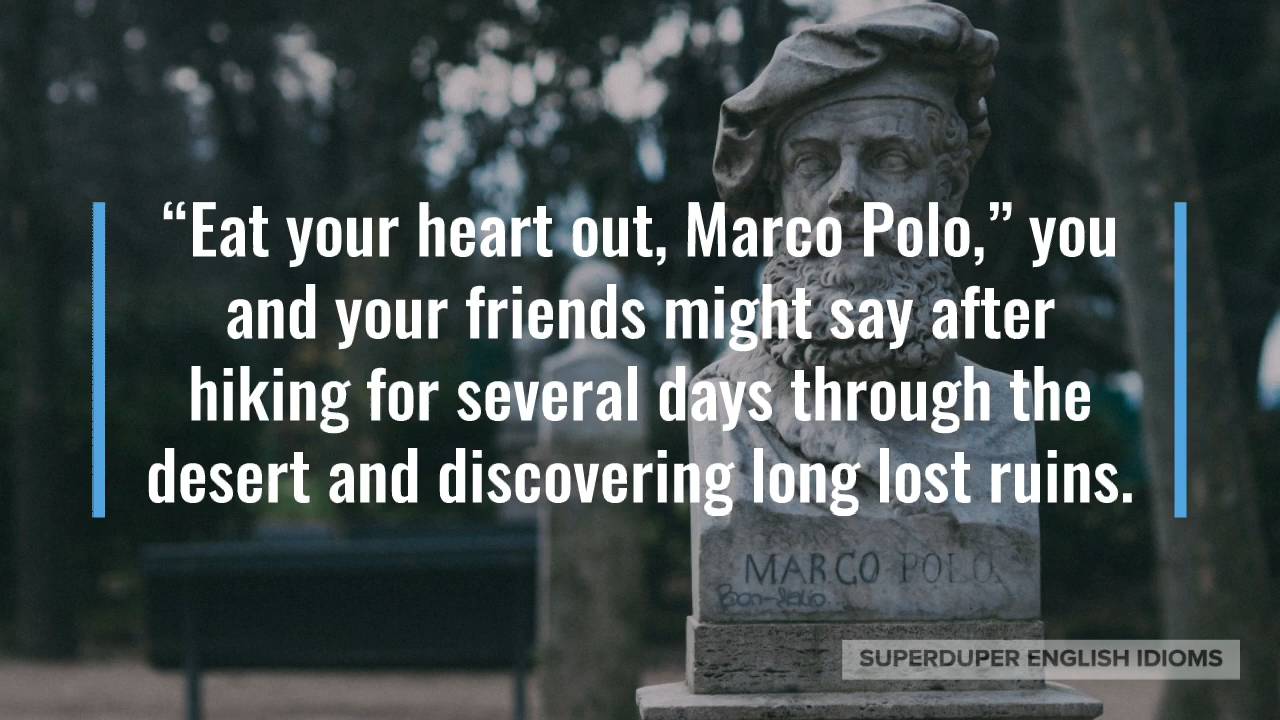 “Eat your heart out, Marco Polo,” you
and your friends might say after
hiking for several days through the
desert and discovering long lost ruins.
MARCO POLO
SUPERDUPER ENGLISH IDIOMS